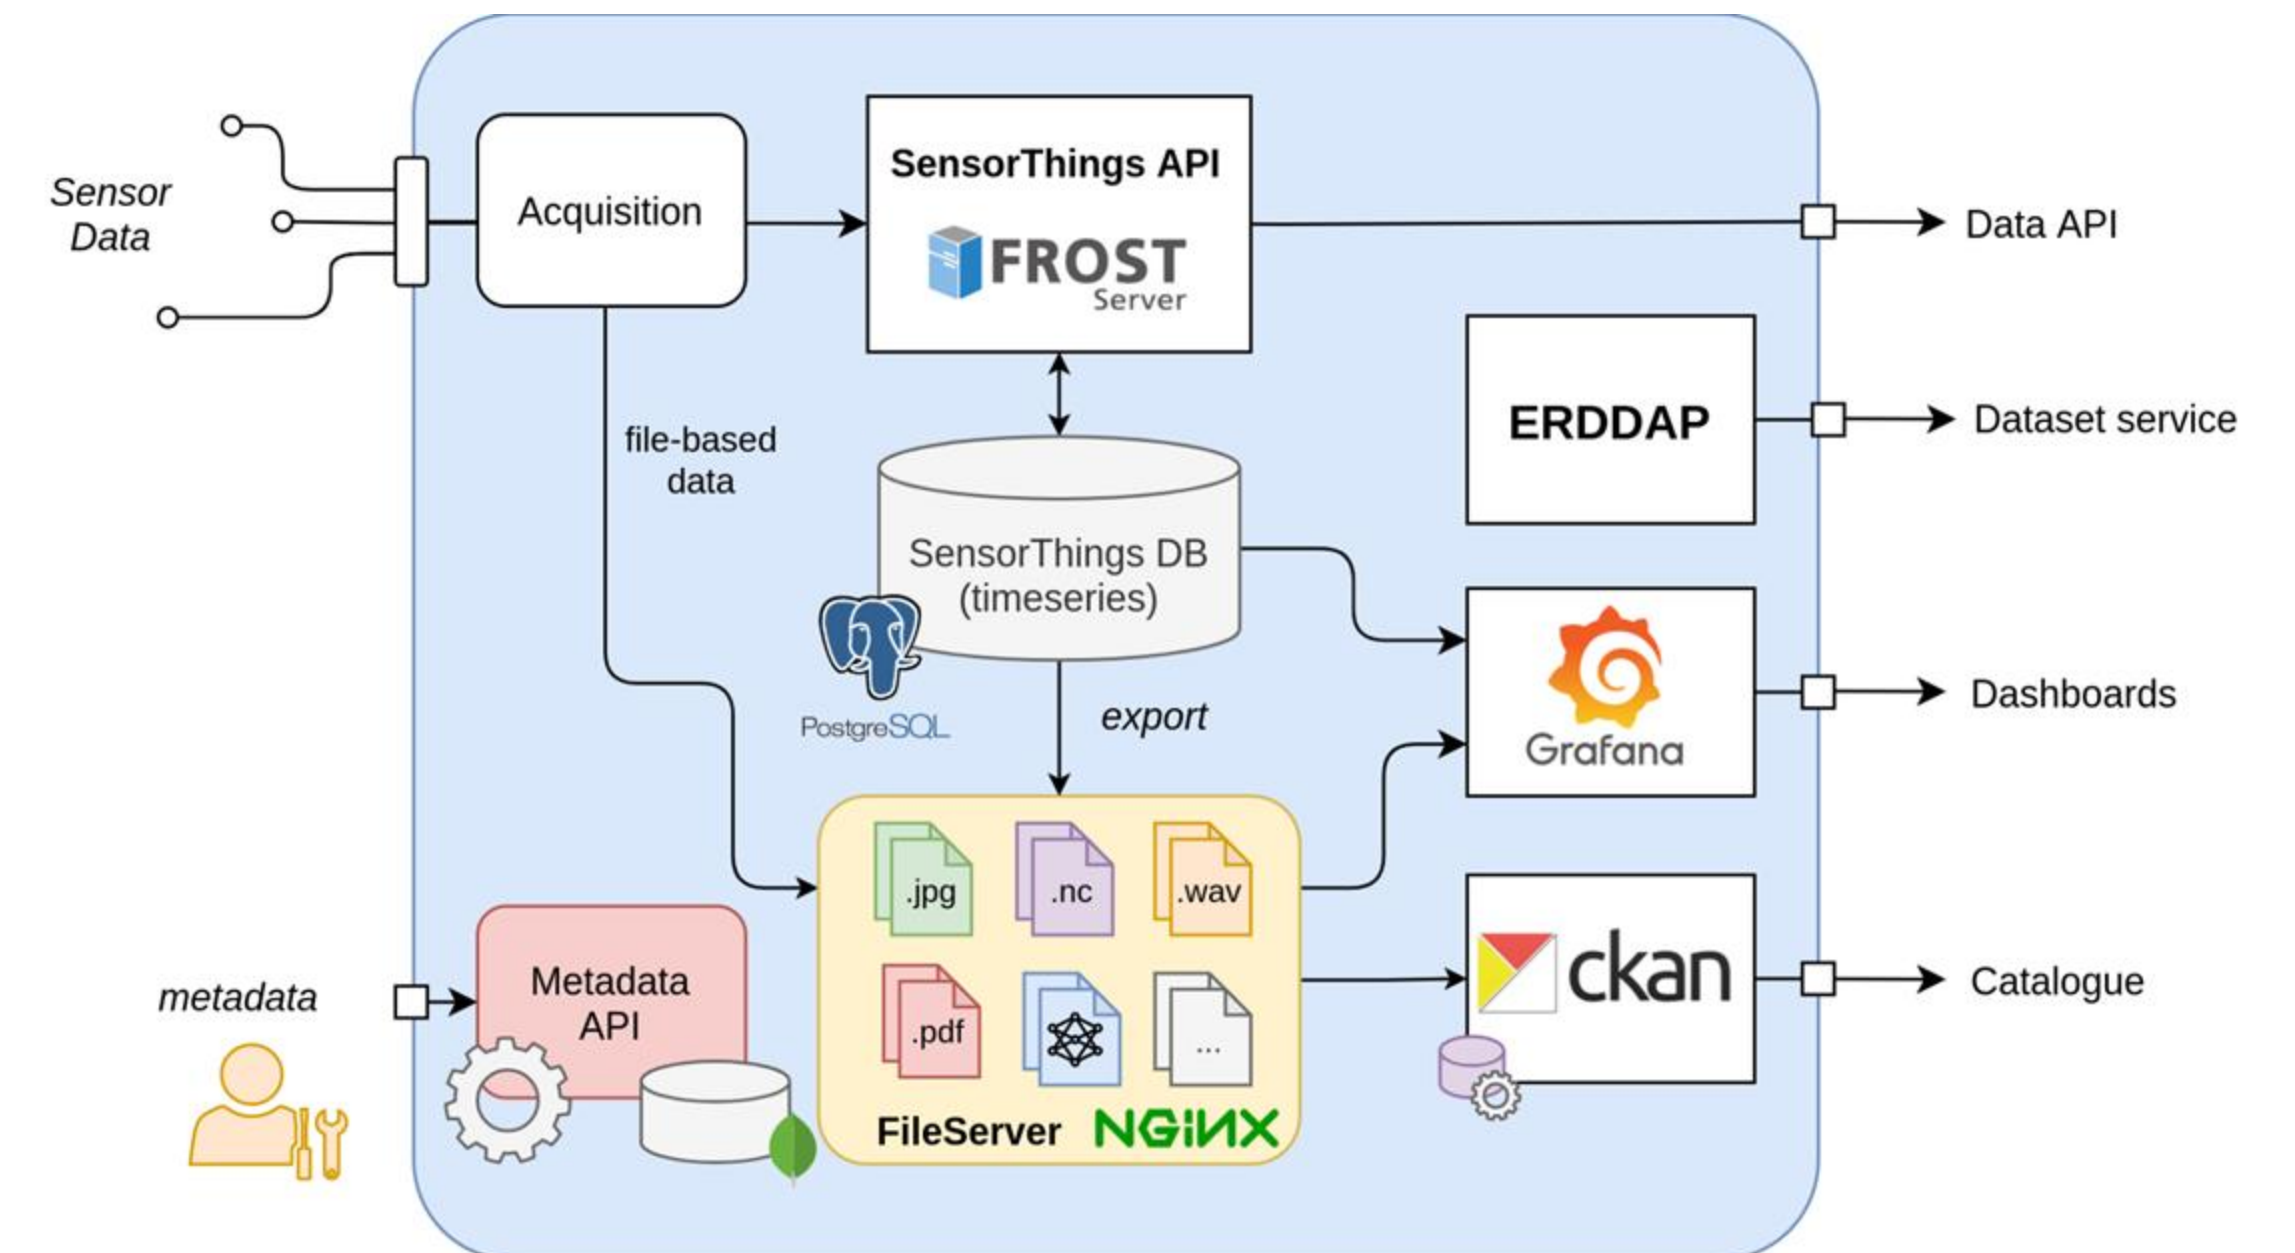 Sensor
Data
Acquisition
SensorThings API
FROST
Server
Data API
ERDDAP
Dataset service
file-based
data
SensorThings DB
(timeseries)
PostgreSQL
export
Grafana
Dashboards
.jpg
.nc
.wav
.pdf
...
FileServer
NGiNX
metadata
Metadata
API
ckan
Catalogue